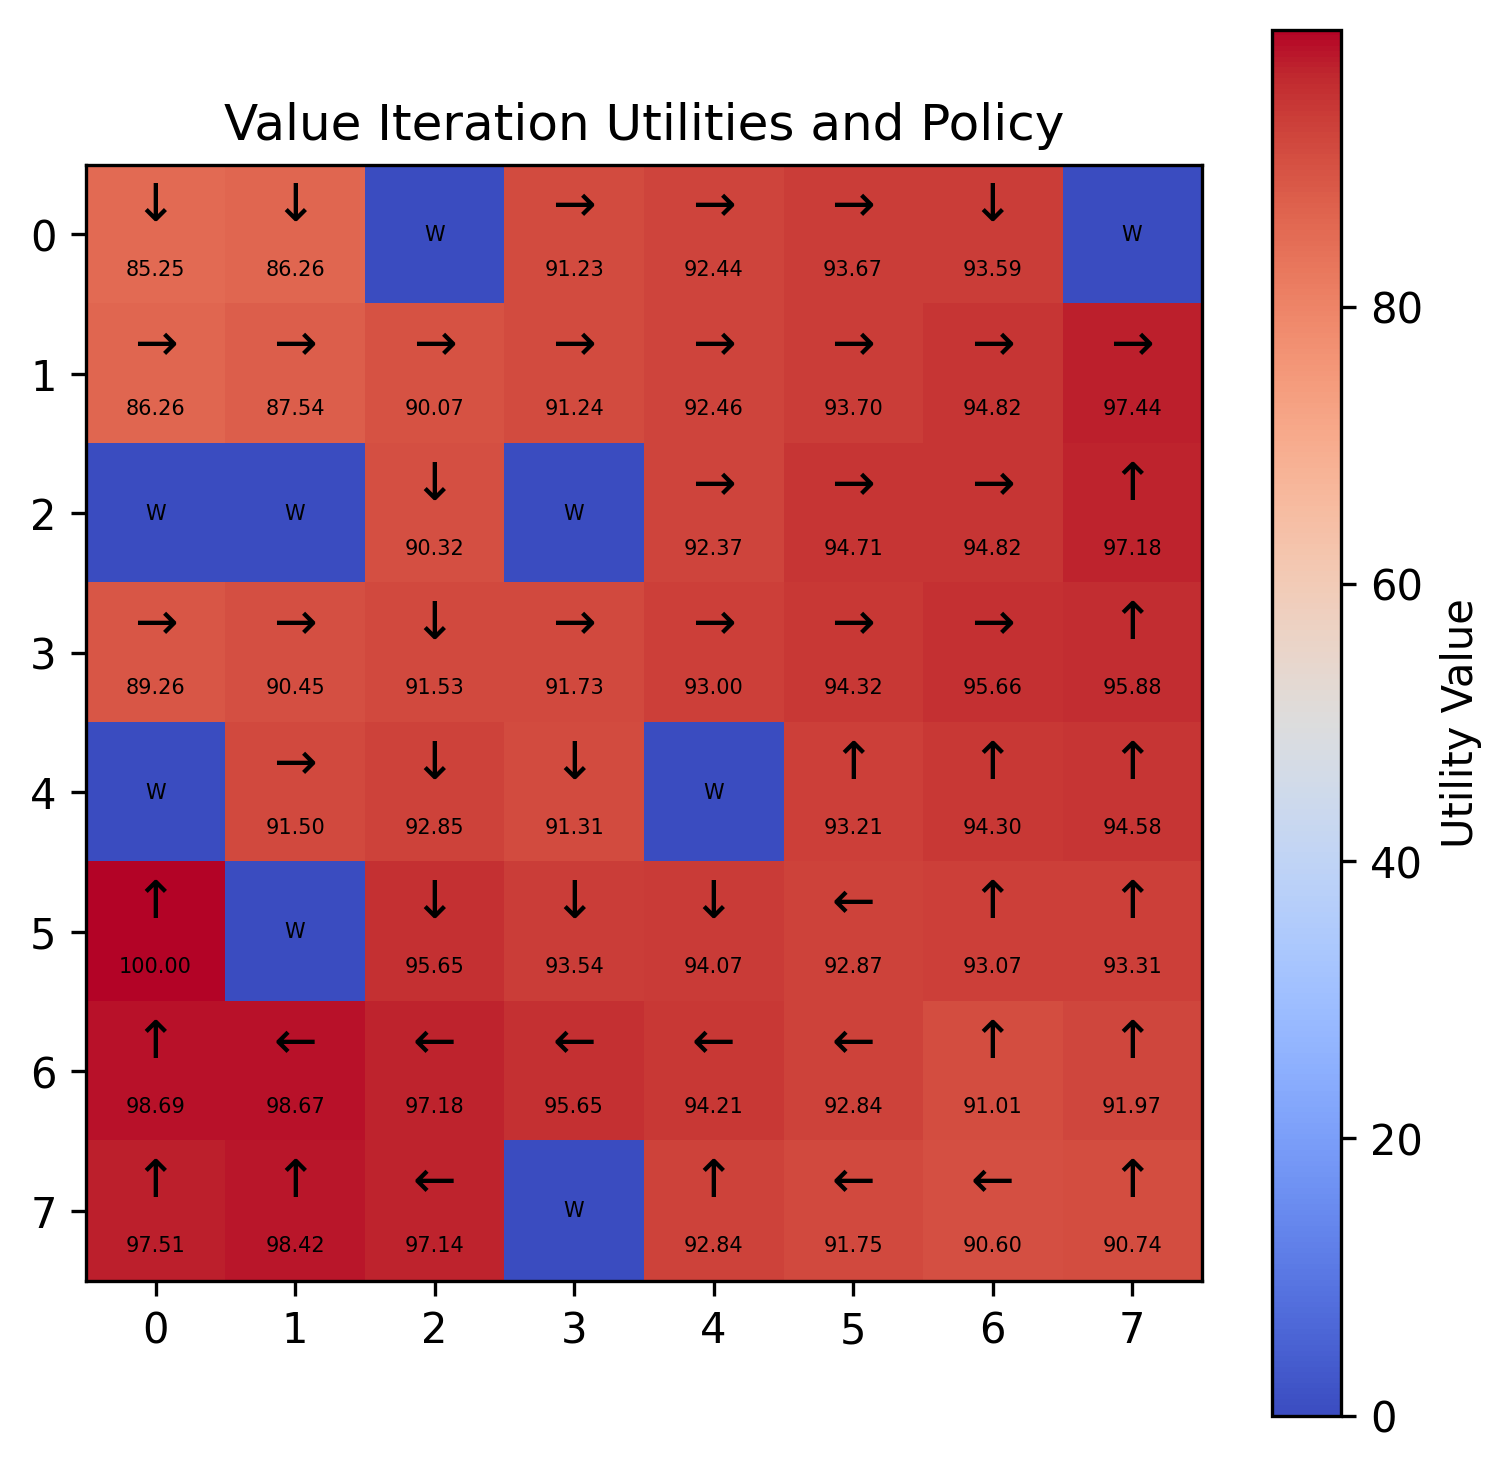 Value Iteration Utilities and Policy
0 ↓ ↓ W → → → ↓ W
85.25 86.26 91.23 92.44 93.67 93.59
1 → → → → → → → →
86.26 87.54 90.07 91.24 92.46 93.70 94.82 97.44
2 W W ↓ W → → → ↑
90.32 92.37 94.71 94.82 97.18
3 → → ↓ → → → → ↑
89.26 90.45 91.53 91.73 93.00 94.32 95.66 95.88
4 W → ↓ ↓ W ↑ ↑ ↑
91.50 92.85 91.31 93.21 94.30 94.58
5 ↑ W ↓ ↓ ↓ ← ↑ ↑
100.00 95.65 93.54 94.07 92.87 93.07 93.31
6 ↑ ← ← ← ← ← ↑ ↑
98.69 98.67 97.18 95.65 94.21 92.84 91.01 91.97
7 ↑ ↑ ← W ↑ ← ← ↑
97.51 98.42 97.14 92.84 91.75 90.60 90.74
0 1 2 3 4 5 6 7
80
60
40
20
0
Utility Value